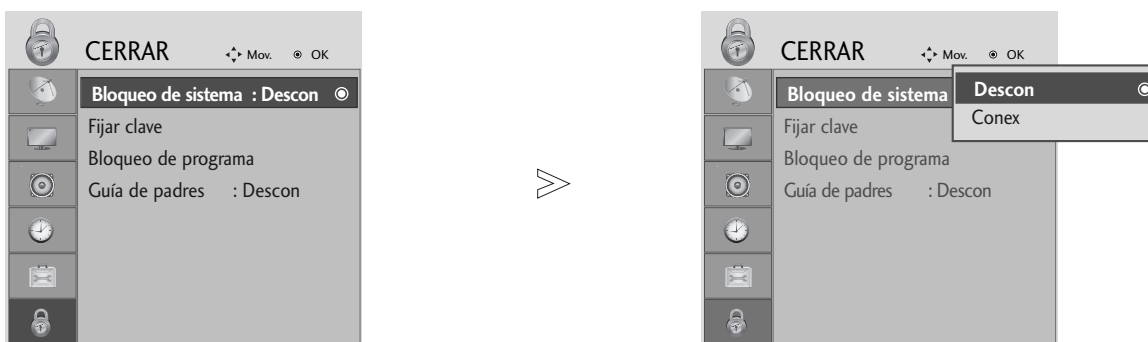 CERRAR Mov. OK
Bloqueo de sistema : Descon
Fijar clave
Bloqueo de programa
Guía de padres : Descon
CERRAR Mov. OK
Bloqueo de sistema
Fijar clave
Bloqueo de programa
Guía de padres : Descon
Descon
Conex